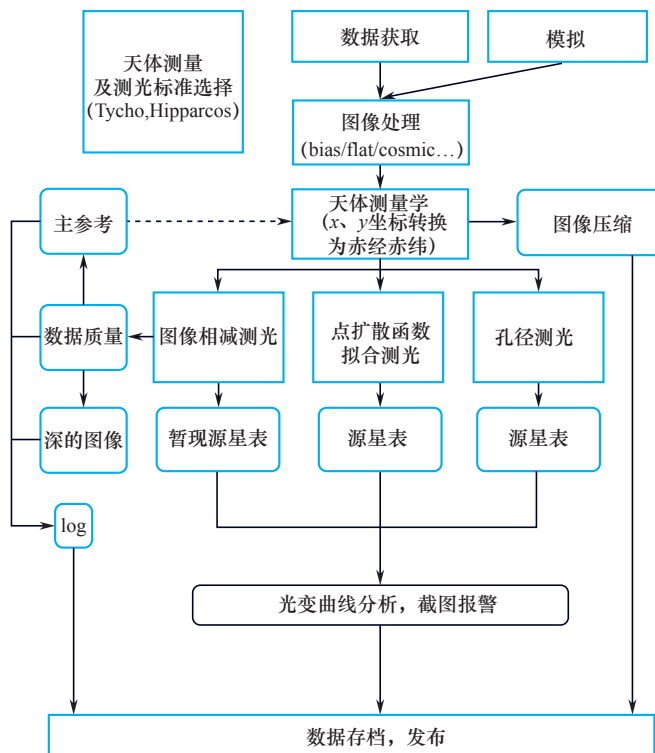 数据获取
模拟
天体测量
及测光标准选择
(Tycho,Hipparcos)
图像处理
(bias/flat/cosmic…)
主参考
天体测量学
(x、y坐标转换
为赤经赤纬)
图像压缩
数据质量
图像相减测光
点扩散函数
拟合测光
孔径测光
深的图像
暂现源星表
源星表
源星表
log
光变曲线分析，截图报警
数据存档，发布